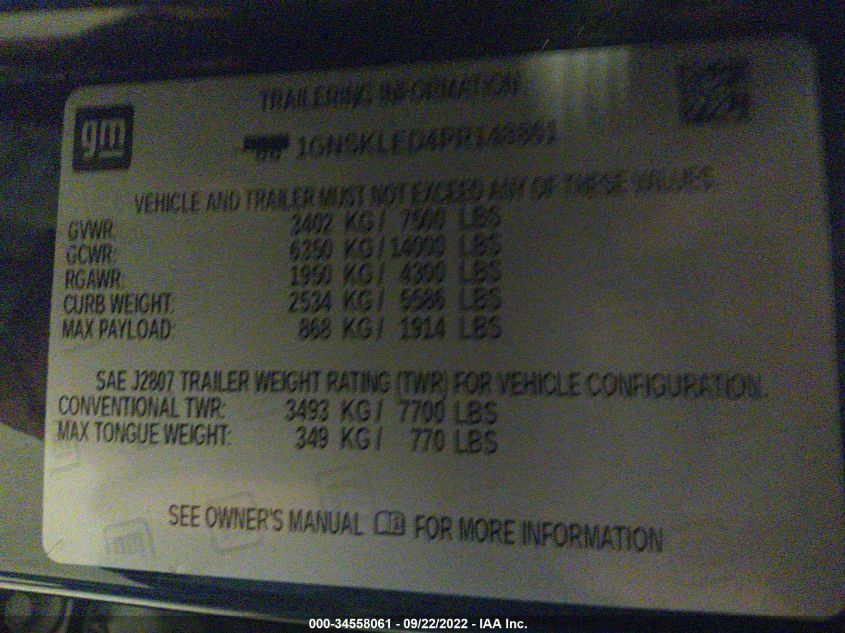 gm
TRAILERING INFORMATION
VEHICLE AND TRAILER MUST NOT EXCEED ANY OF THESE VALUES.
GVWR: 3402 KG / 7500 LBS
GCWR: 6350 KG / 14000 LBS
RGAWR: 1950 KG / 4300 LBS
CURB WEIGHT: 2534 KG / 5586 LBS
MAX PAYLOAD: 868 KG / 1914 LBS
SAE J2807 TRAILER WEIGHT RATING (TWR) FOR VEHICLE CONFIGURATION.
CONVENTIONAL TWR: 3493 KG / 7700 LBS
MAX TONGUE WEIGHT: 349 KG / 770 LBS
SEE OWNER'S MANUAL FOR MORE INFORMATION
000-34558061 - 09/22/2022 - IAA Inc.